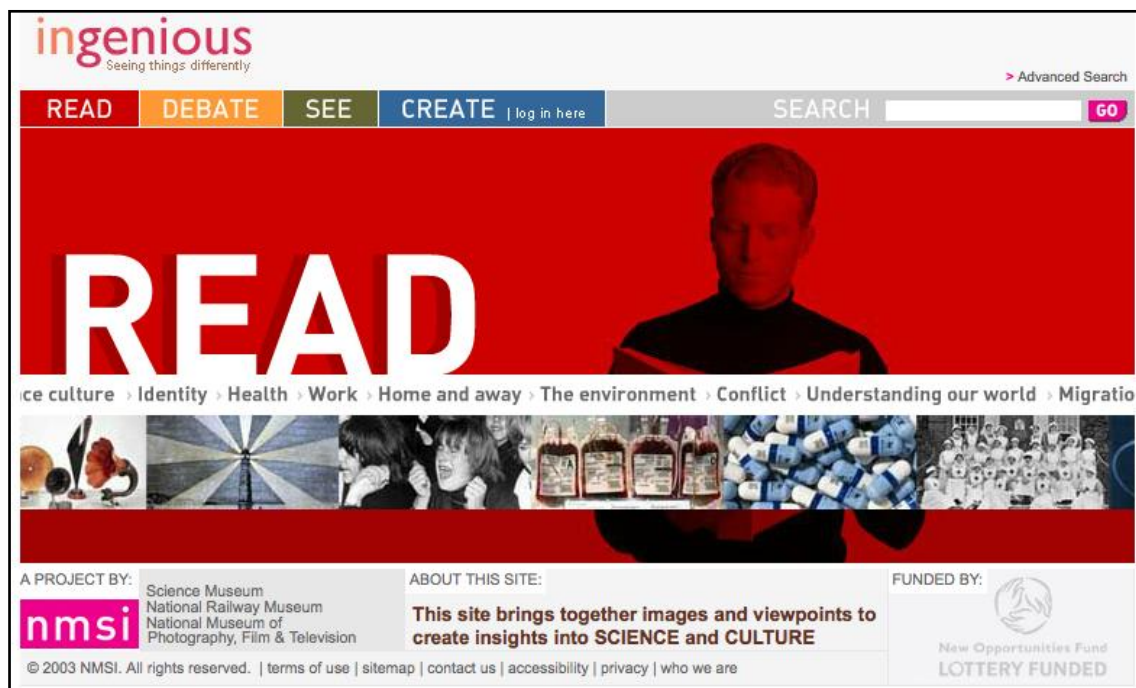 ingenious
Seeing things differently
> Advanced Search
READ DEBATE SEE CREATE | log in here SEARCH GO
READ
ce culture › Identity › Health › Work › Home and away › The environment › Conflict › Understanding our world › Migratio
A PROJECT BY:
nmsi
Science Museum
National Railway Museum
National Museum of
Photography, Film & Television
ABOUT THIS SITE:
This site brings together images and viewpoints to
create insights into SCIENCE and CULTURE
FUNDED BY:
New Opportunities Fund
LOTTERY FUNDED
© 2003 NMSI. All rights reserved. | terms of use | sitemap | contact us | accessibility | privacy | who we are